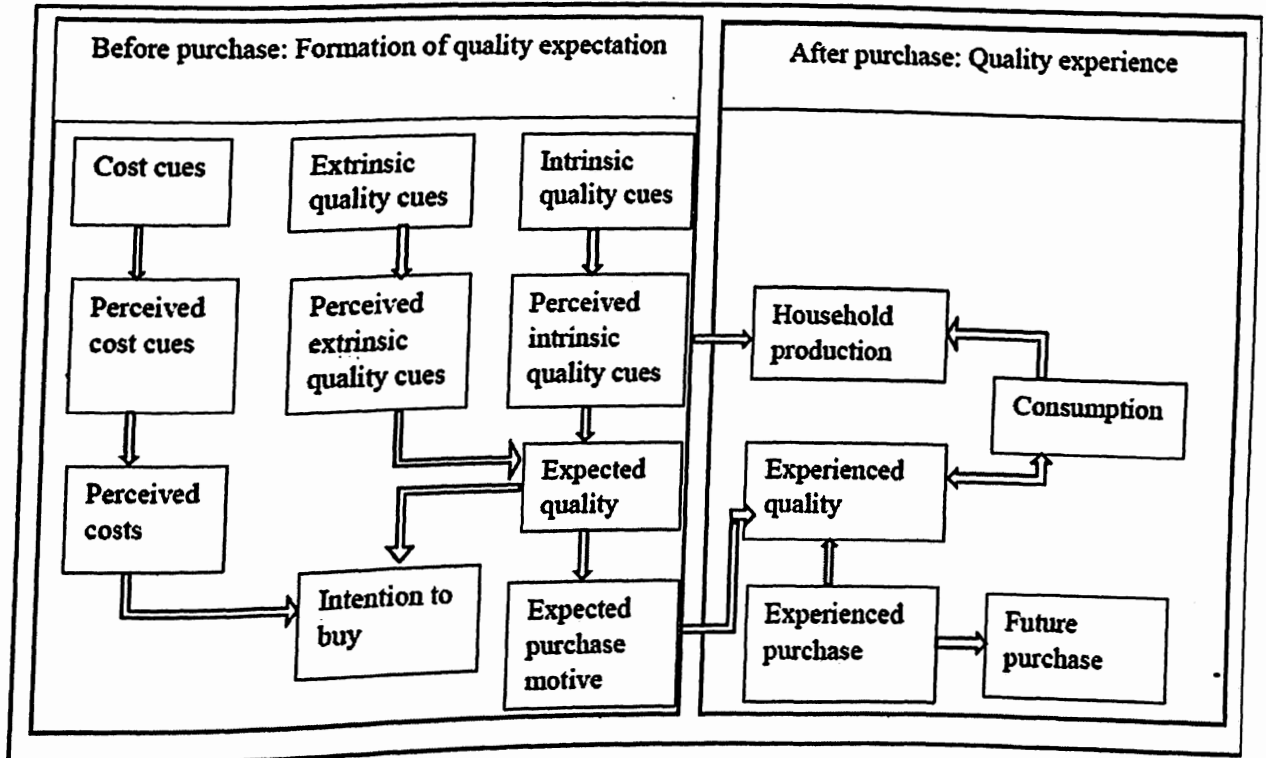 Before purchase: Formation of quality expectation
After purchase: Quality experience
Cost cues
Extrinsic
quality cues
Intrinsic
quality cues
Perceived
cost cues
Perceived
extrinsic
quality cues
Perceived
intrinsic
quality cues
Household
production
Consumption
Perceived
costs
Expected
quality
Experienced
quality
Intention to
buy
Expected
purchase
motive
Experienced
purchase
Future
purchase